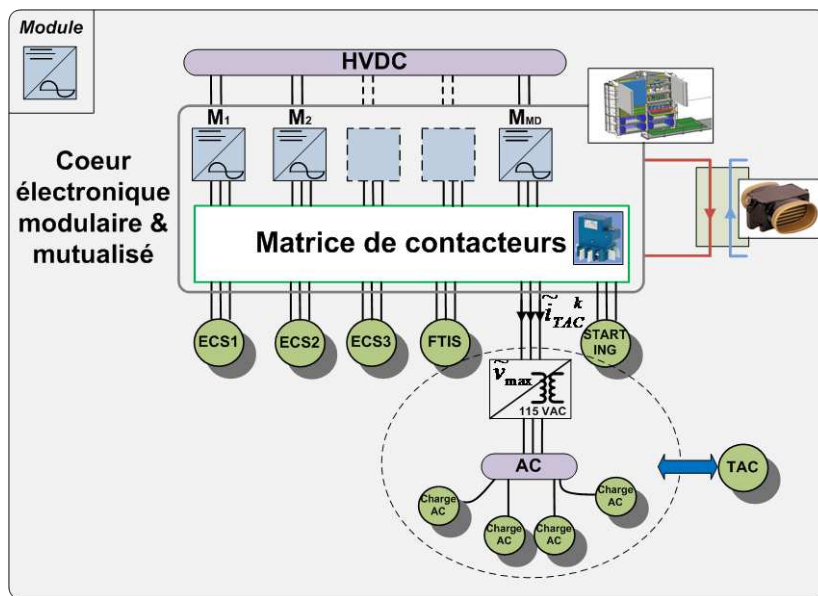 Module
HVDC
M1
M2
MMD
Coeur
électronique
modulaire &
mutualisé
Matrice de contacteurs
ECS1
ECS2
ECS3
FTIS
ĩTAC k
START
ING
ṽmax
115 VAC
AC
TAC
Charge
AC
Charge
AC
Charge
AC
Charge
AC